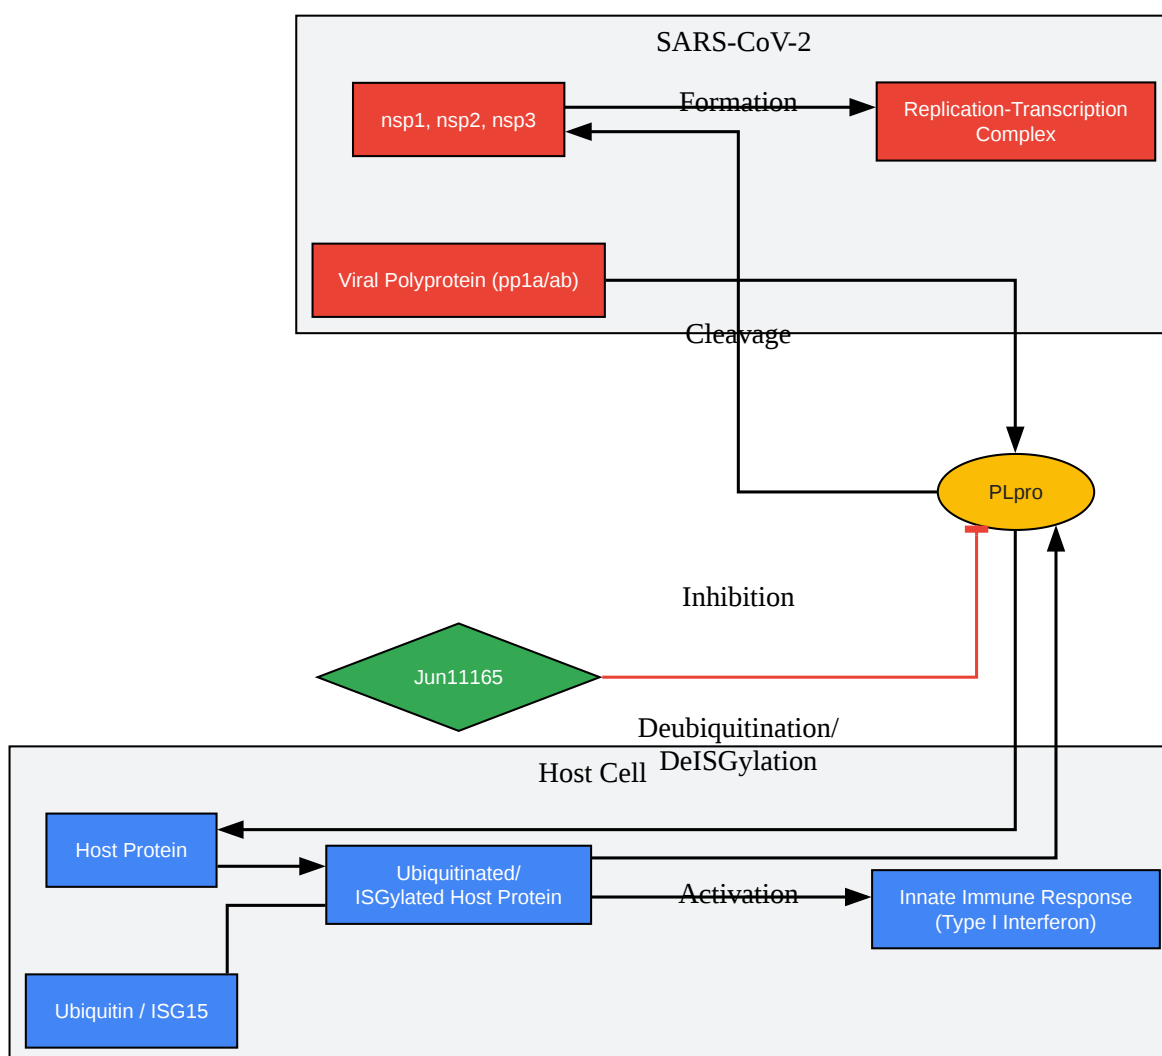 SARS-CoV-2
nsp1, nsp2, nsp3
Formation
Replication-Transcription
Complex
Viral Polyprotein (pp1a/ab)
Cleavage
PLpro
Inhibition
Jun11165
Deubiquitination/
DeISGylation
Host Cell
Host Protein
Ubiquitinated/
ISGylated Host Protein
Activation
Innate Immune Response
(Type I Interferon)
Ubiquitin / ISG15